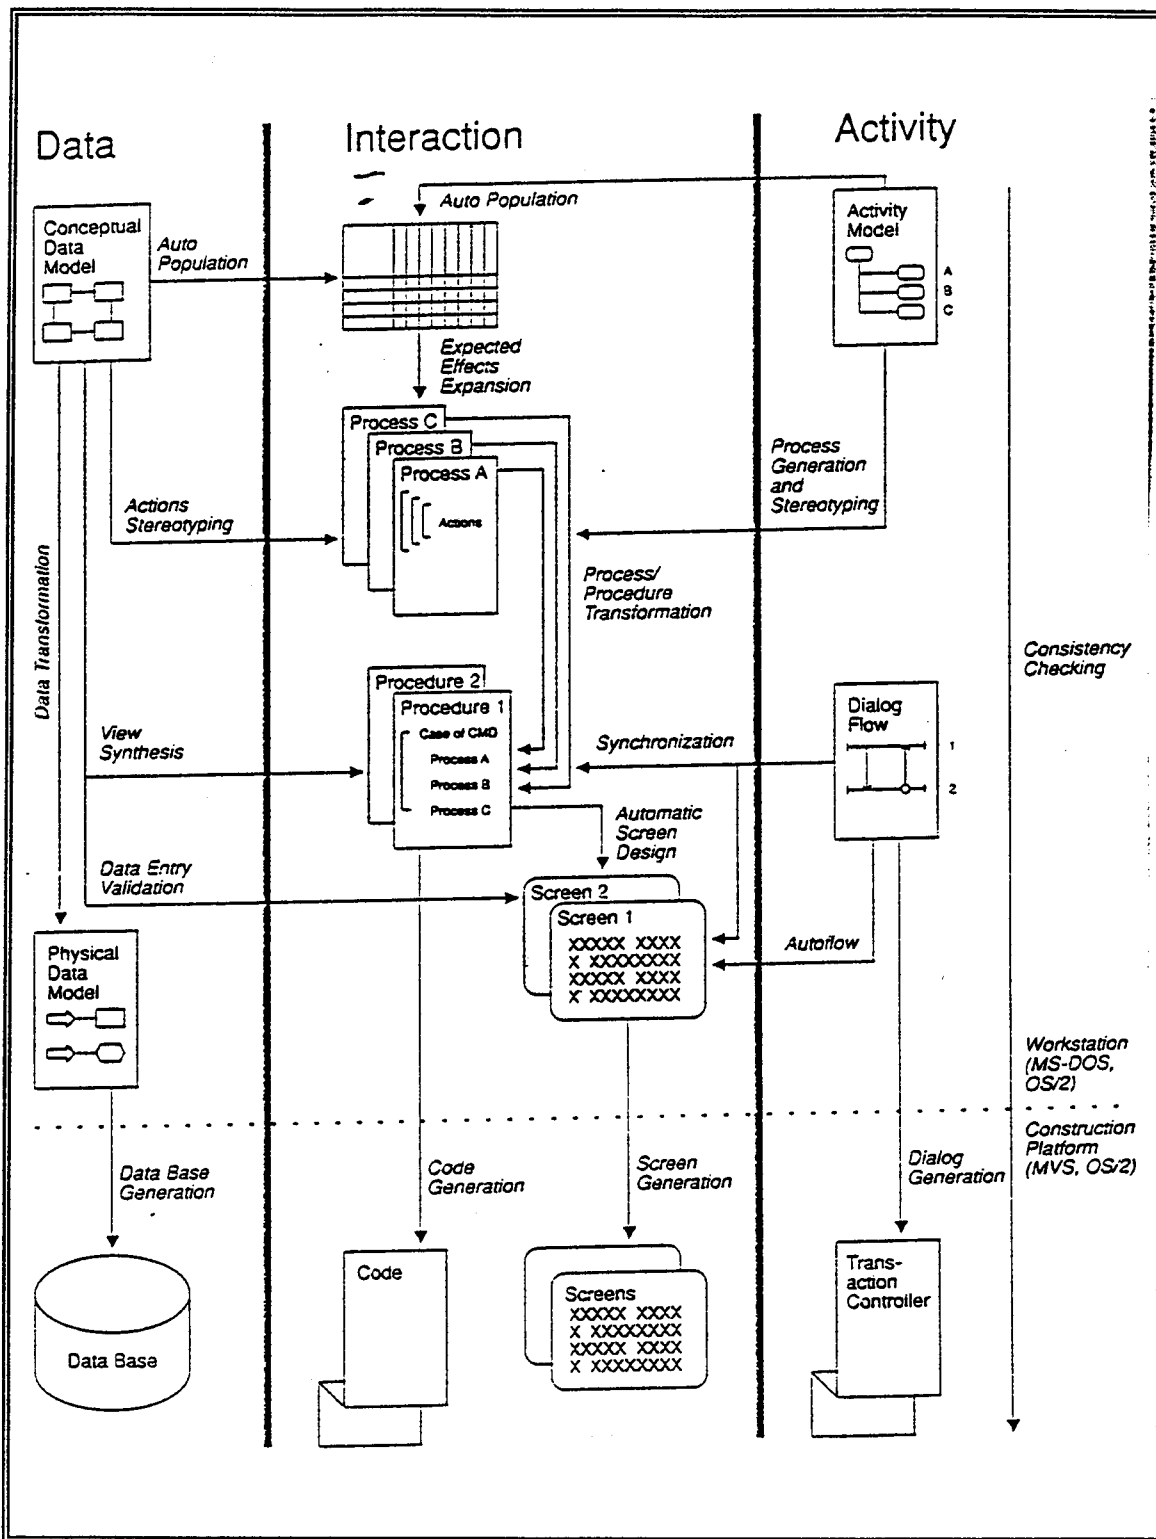 Data
Interaction
Activity
Conceptual
Data
Model
Auto
Population
Auto Population
Activity
Model
A
B
C
Expected
Effects
Expansion
Process C
Process B
Process A
Actions
Process
Generation
and
Stereotyping
Actions
Stereotyping
Data Transformation
Process/
Procedure
Transformation
Consistency
Checking
Procedure 2
Procedure 1
Case of CMD
Process A
Process B
Process C
View
Synthesis
Synchronization
Dialog
Flow
1
2
Automatic
Screen
Design
Data Entry
Validation
Screen 2
Screen 1
XXXXX XXXX
X XXXXXXXX
XXXXX XXXX
X XXXXXXXX
Autoflow
Physical
Data
Model
Workstation
(MS-DOS,
OS/2)
Construction
Platform
(MVS, OS/2)
Data Base
Generation
Code
Generation
Screen
Generation
Dialog
Generation
Data Base
Code
Screens
XXXXX XXXX
X XXXXXXXX
XXXXX XXXX
X XXXXXXXX
Trans-
action
Controller